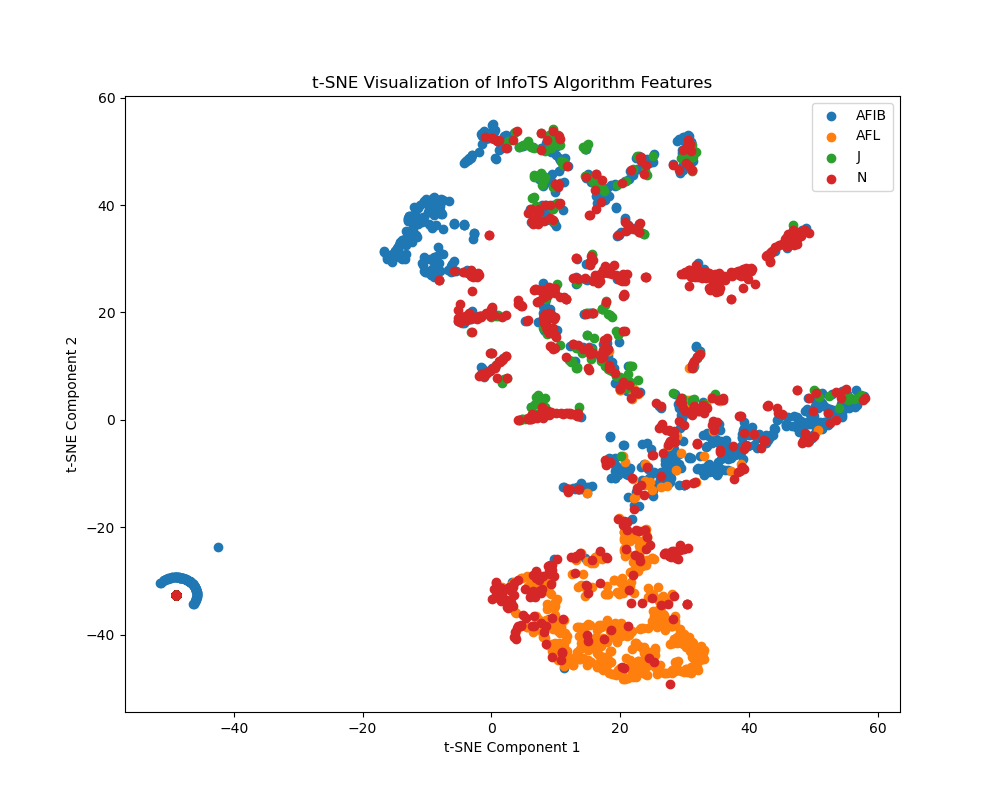 t-SNE Visualization of InfoTS Algorithm Features
AFIB
AFL
J
N
60
40
20
0
−20
−40
t-SNE Component 2
−40
−20
0
20
40
60
t-SNE Component 1